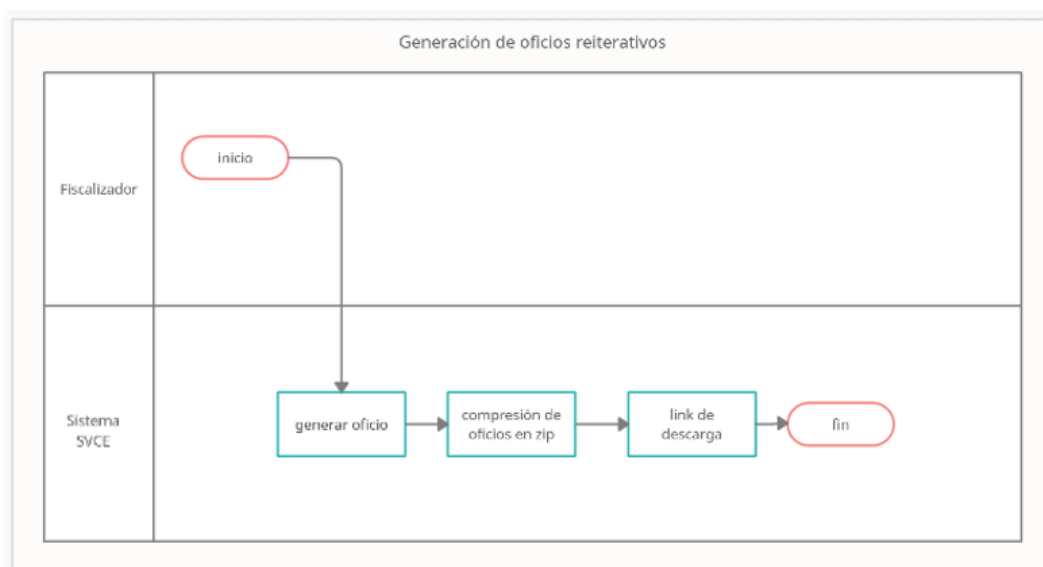 Generación de oficios reiterativos
inicio
Fiscalizador
Sistema
SVCE
generar oficio
compresión de
oficios en zip
link de
descarga
fin